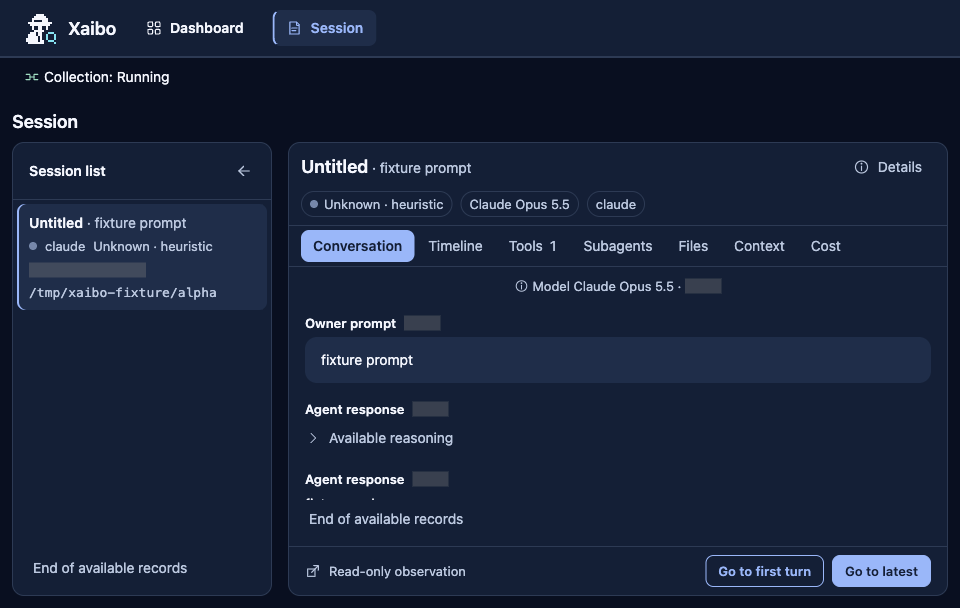 Xaibo
Dashboard
Session
Collection: Running
Session
Session list
Untitled · fixture prompt
claude Unknown · heuristic
/tmp/xaibo-fixture/alpha
End of available records
Untitled · fixture prompt
Details
Unknown · heuristic
Claude Opus 5.5
claude
Conversation
Timeline
Tools 1
Subagents
Files
Context
Cost
Model Claude Opus 5.5 ·
Owner prompt
fixture prompt
Agent response
Available reasoning
Agent response
End of available records
Read-only observation
Go to first turn
Go to latest